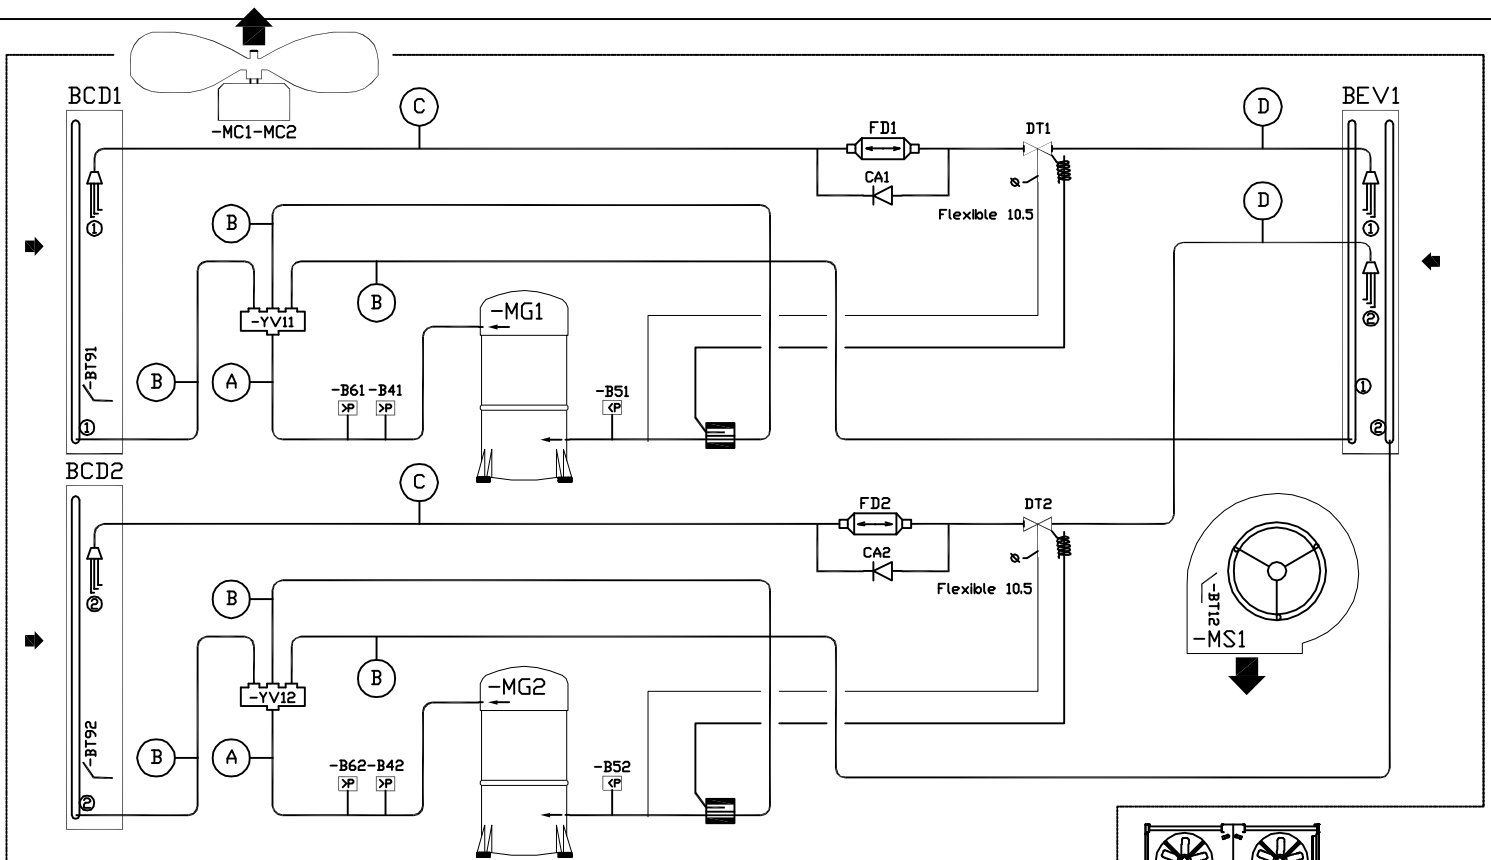 BCD1
-MC1-MC2
C
D
BEV1
FD1
DT1
CA1
Ø
Flexible 10.5
①
B
D
①
B
-YV11
-MG1
②
-BT91
B
A
-B61
-B41
>P
>P
-B51
<P
①
①
②
BCD2
C
FD2
DT2
CA2
Ø
Flexible 10.5
②
B
-BT12
-MS1
B
-YV12
-MG2
-BT92
B
A
-B62
-B42
>P
>P
-B52
<P
②